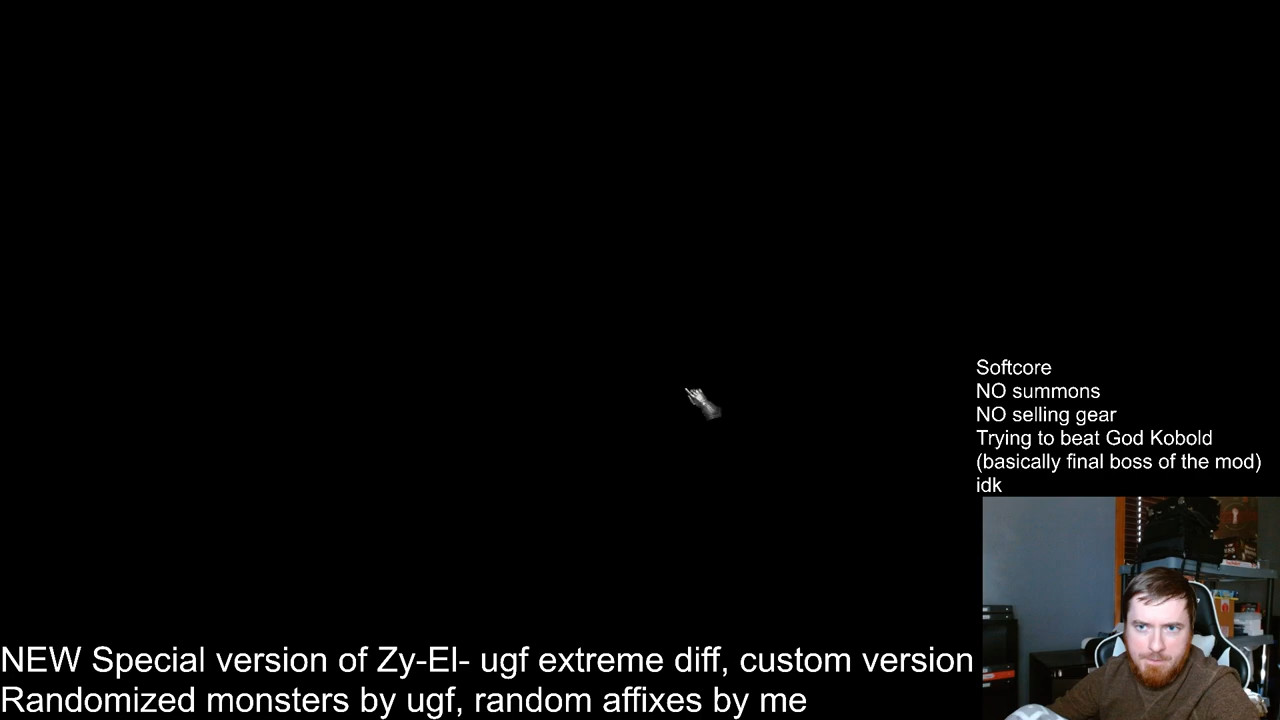 Softcore
NO summons
NO selling gear
Trying to beat God Kobold
(basically final boss of the mod)
idk
NEW Special version of Zy-El- ugf extreme diff, custom version
Randomized monsters by ugf, random affixes by me